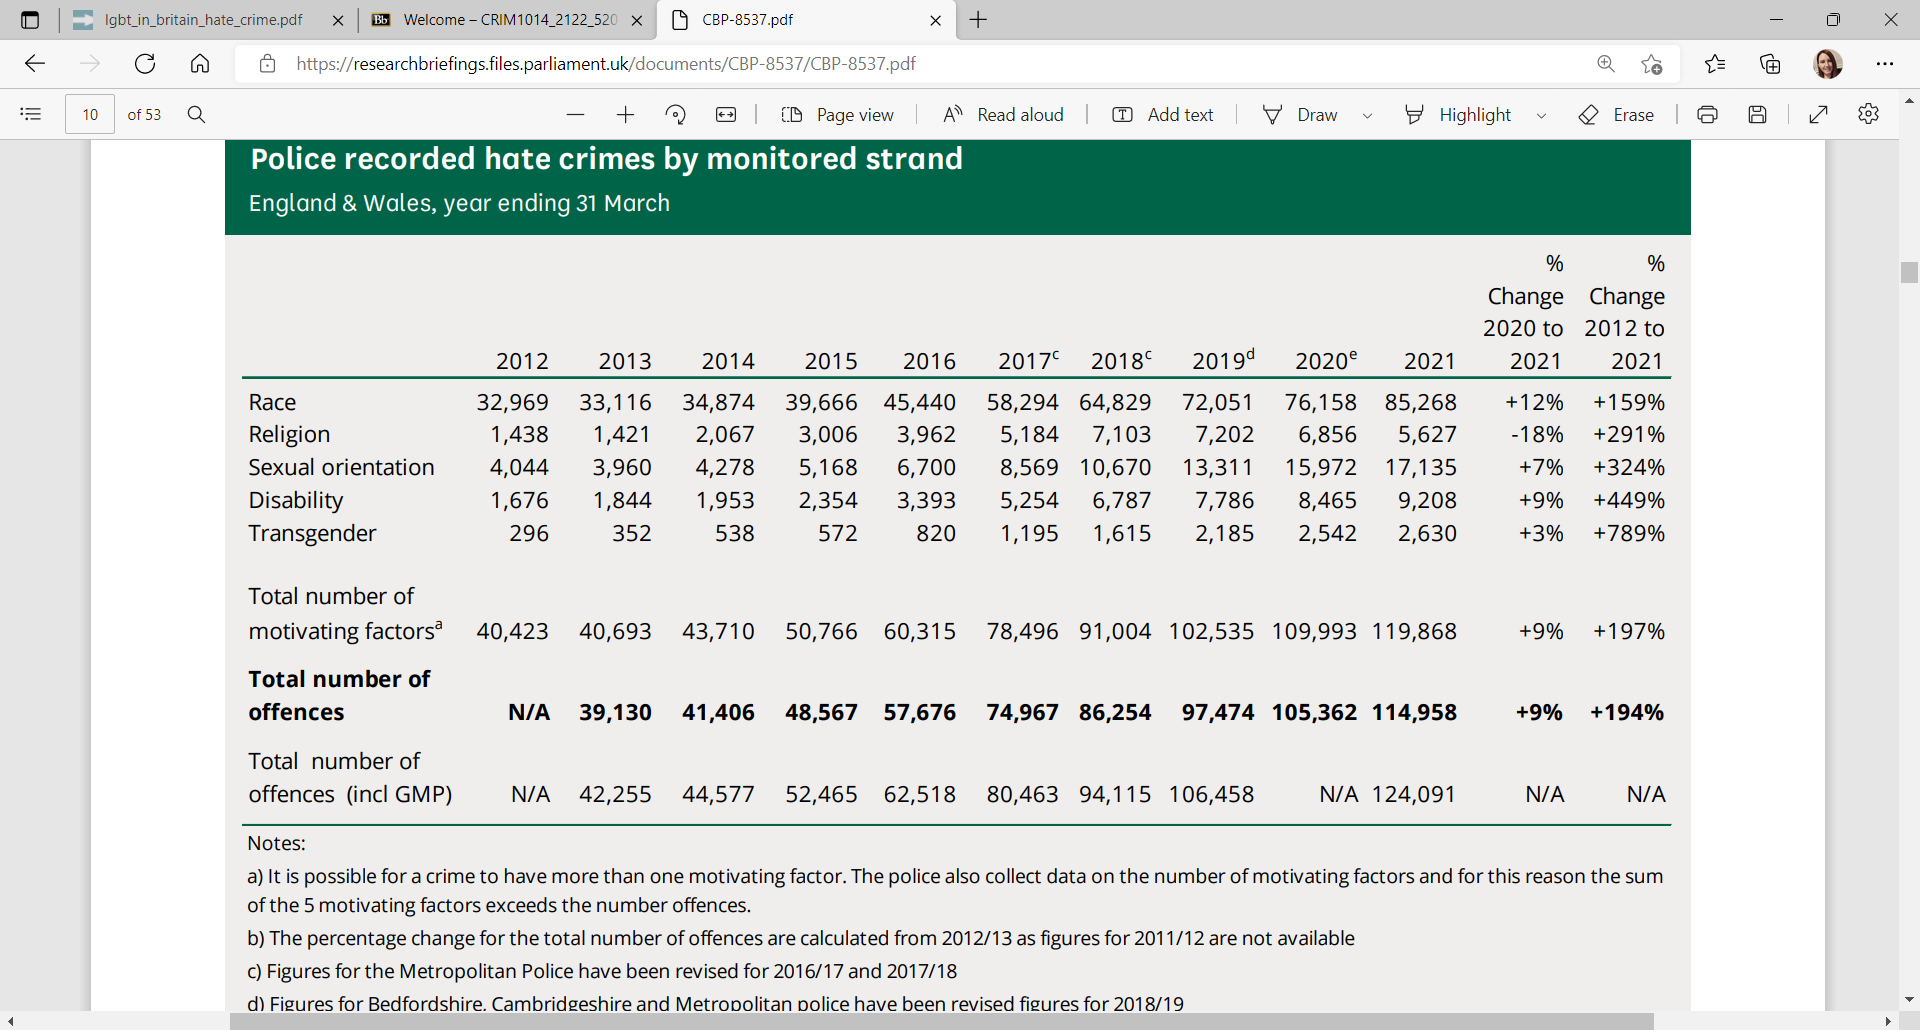 lgbt_in_britain_hate_crime.pdf
Bb Welcome – CRIM1014_2122_520
CBP-8537.pdf
https://researchbriefings.files.parliament.uk/documents/CBP-8537/CBP-8537.pdf
10 of 53 Page view Read aloud Add text Draw Highlight Erase
Police recorded hate crimes by monitored strand
England & Wales, year ending 31 March
% %
Change Change
2020 to 2012 to
2012 2013 2014 2015 2016 2017c 2018c 2019d 2020e 2021 2021 2021
Race 32,969 33,116 34,874 39,666 45,440 58,294 64,829 72,051 76,158 85,268 +12% +159%
Religion 1,438 1,421 2,067 3,006 3,962 5,184 7,103 7,202 6,856 5,627 -18% +291%
Sexual orientation 4,044 3,960 4,278 5,168 6,700 8,569 10,670 13,311 15,972 17,135 +7% +324%
Disability 1,676 1,844 1,953 2,354 3,393 5,254 6,787 7,786 8,465 9,208 +9% +449%
Transgender 296 352 538 572 820 1,195 1,615 2,185 2,542 2,630 +3% +789%
Total number of
motivating factorsa 40,423 40,693 43,710 50,766 60,315 78,496 91,004 102,535 109,993 119,868 +9% +197%
Total number of
offences N/A 39,130 41,406 48,567 57,676 74,967 86,254 97,474 105,362 114,958 +9% +194%
Total number of
offences (incl GMP) N/A 42,255 44,577 52,465 62,518 80,463 94,115 106,458 N/A 124,091 N/A N/A
Notes:
a) It is possible for a crime to have more than one motivating factor. The police also collect data on the number of motivating factors and for this reason the sum
of the 5 motivating factors exceeds the number offences.
b) The percentage change for the total number of offences are calculated from 2012/13 as figures for 2011/12 are not available
c) Figures for the Metropolitan Police have been revised for 2016/17 and 2017/18
d) Figures for Bedfordshire, Cambridgeshire and Metropolitan police have been revised figures for 2018/19